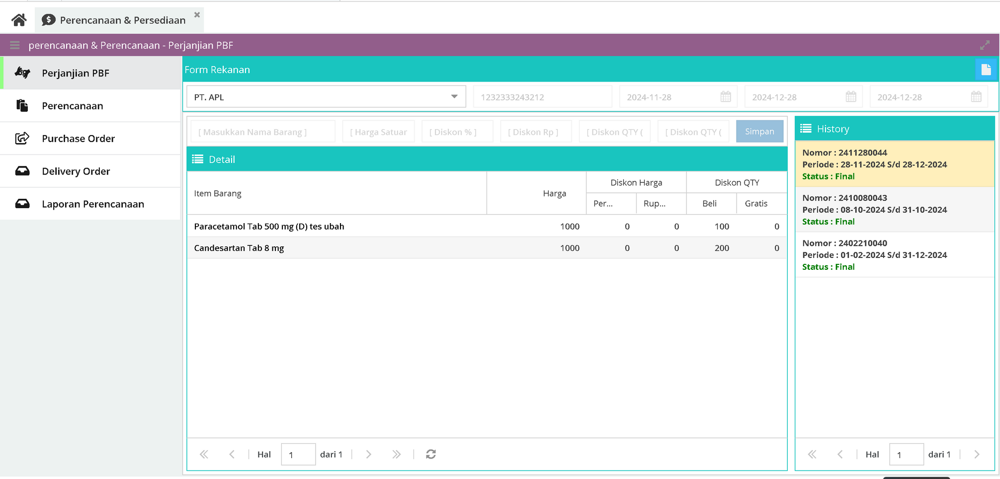 Perencanaan & Persediaan
perencanaan & Perencanaan - Perjanjian PBF
Perjanjian PBF
Perencanaan
Purchase Order
Delivery Order
Laporan Perencanaan
Form Rekanan
PT. APL
1232333243212
2024-11-28
2024-12-28
2024-12-28
[ Masukkan Nama Barang ]
[ Harga Satuar
[ Diskon % ]
[ Diskon Rp ]
[ Diskon QTY (
[ Diskon QTY (
Simpan
Detail
Item Barang
Harga
Diskon Harga
Diskon QTY
Per...
Rup...
Beli
Gratis
Paracetamol Tab 500 mg (D) tes ubah 1000 0 0 100 0
Candesartan Tab 8 mg 1000 0 0 200 0
Hal 1 dari 1
History
Nomor : 2411280044
Periode : 28-11-2024 S/d 28-12-2024
Status : Final
Nomor : 2410080043
Periode : 08-10-2024 S/d 31-10-2024
Status : Final
Nomor : 2402210040
Periode : 01-02-2024 S/d 31-12-2024
Status : Final
Hal 1 dari 1